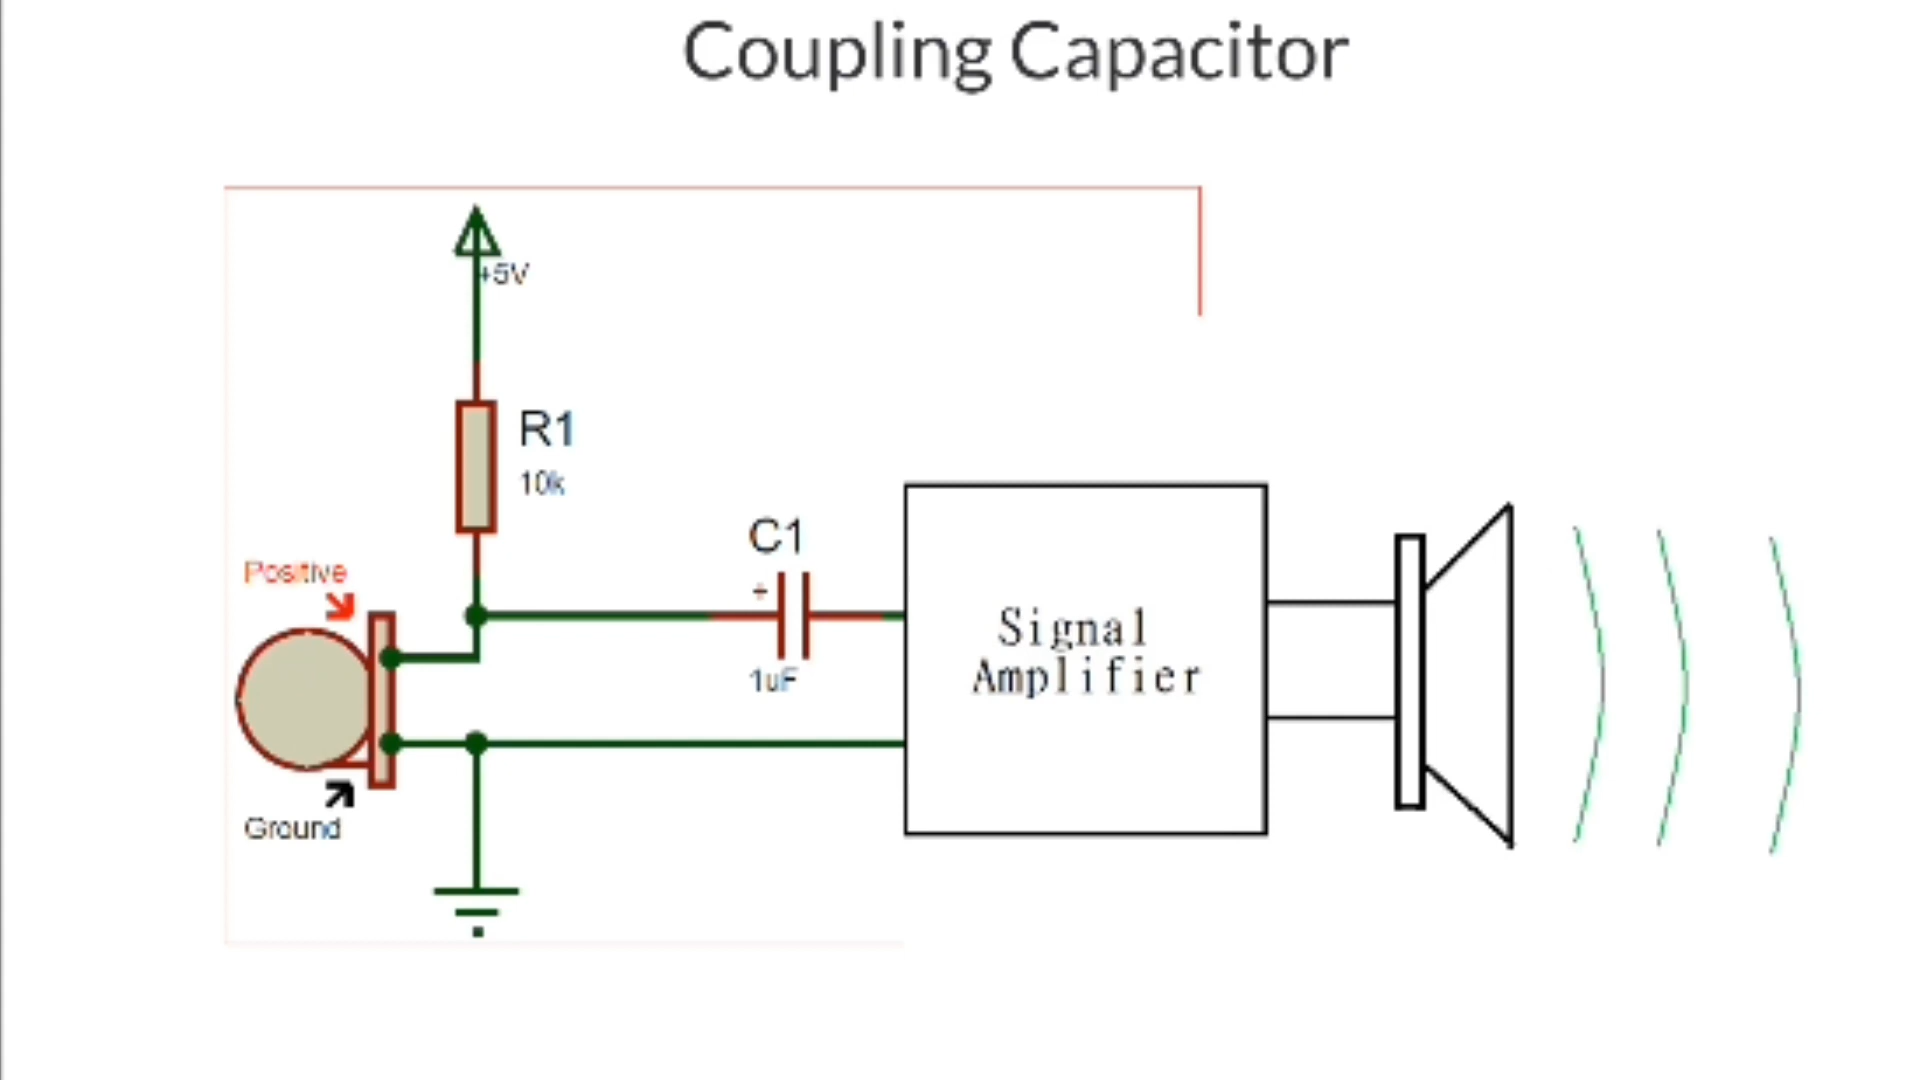 Coupling Capacitor
+5V
R1
10k
C1
+
1uF
Positive
Ground
Signal
Amplifier